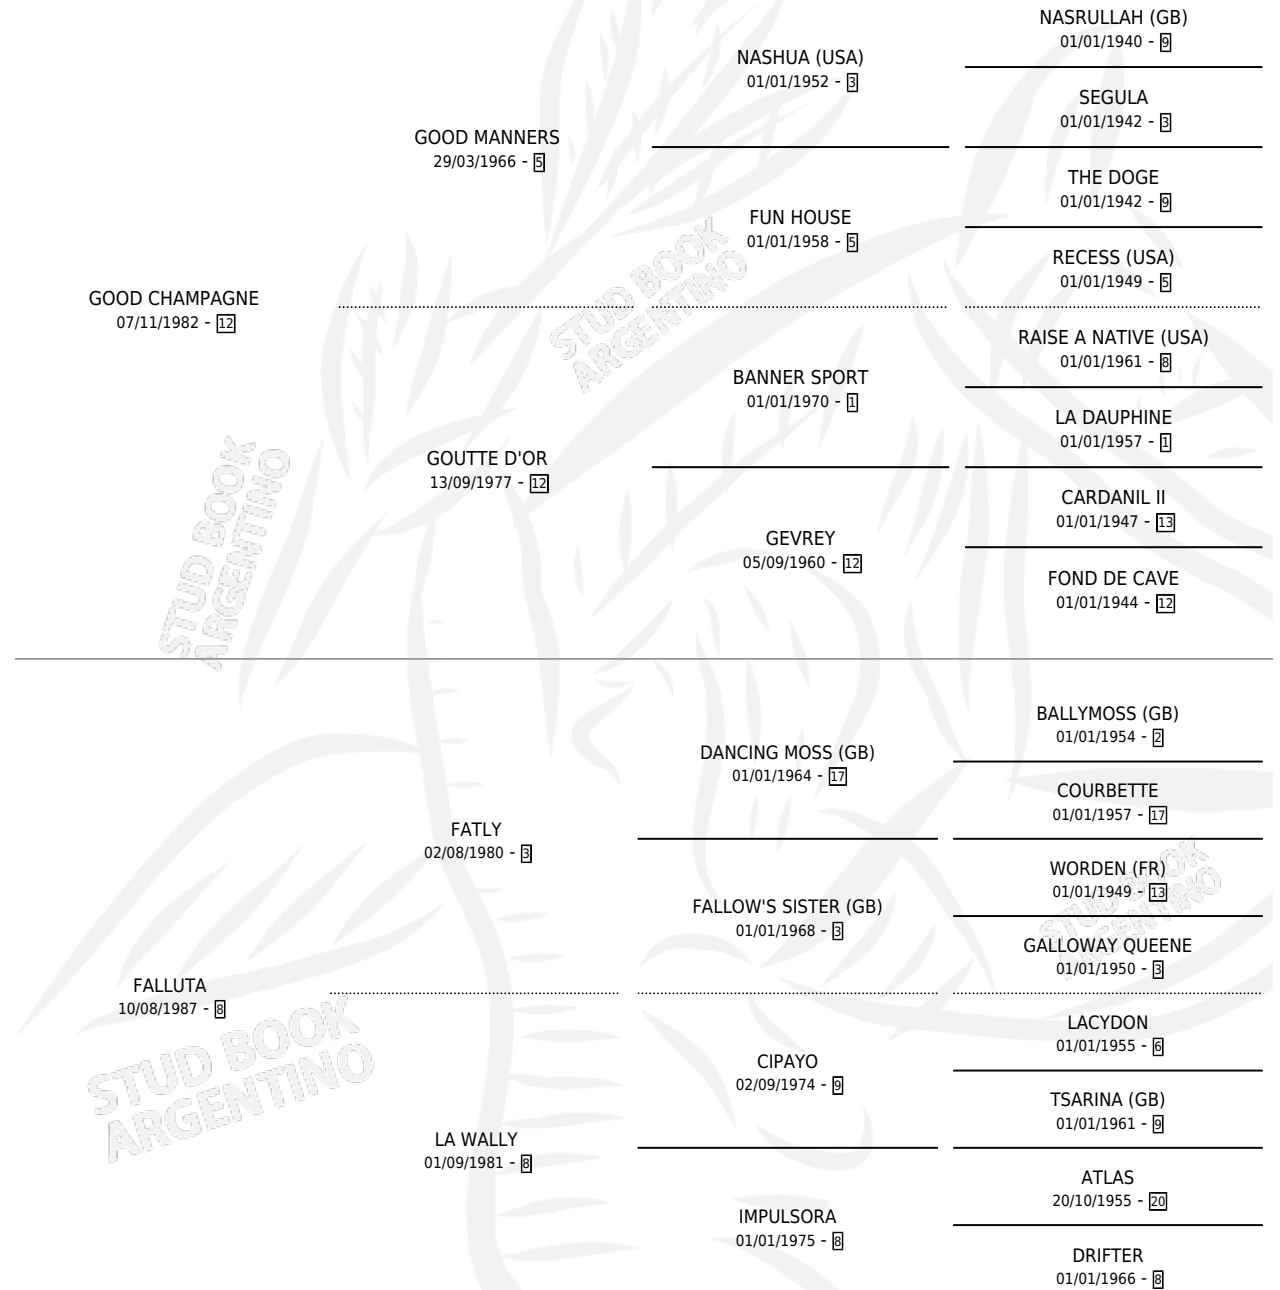 NASRULLAH (GB)
01/01/1940 - 9
NASHUA (USA)
01/01/1952 - 3
SEGULA
01/01/1942 - 3
GOOD MANNERS
29/03/1966 - 5
THE DOGE
01/01/1942 - 9
FUN HOUSE
01/01/1958 - 5
RECESS (USA)
01/01/1949 - 5
GOOD CHAMPAGNE
07/11/1982 - 12
RAISE A NATIVE (USA)
01/01/1961 - 8
BANNER SPORT
01/01/1970 - 1
LA DAUPHINE
01/01/1957 - 1
GOUTTE D'OR
13/09/1977 - 12
CARDANIL II
01/01/1947 - 13
GEVREY
05/09/1960 - 12
FOND DE CAVE
01/01/1944 - 12
BALLYMOSS (GB)
01/01/1954 - 2
DANCING MOSS (GB)
01/01/1964 - 17
COURBETTE
01/01/1957 - 17
FATLY
02/08/1980 - 3
WORDEN (FR)
01/01/1949 - 13
FALLOW'S SISTER (GB)
01/01/1968 - 3
GALLOWAY QUEENE
01/01/1950 - 3
FALLUTA
10/08/1987 - 8
LACYDON
01/01/1955 - 6
CIPAYO
02/09/1974 - 9
TSARINA (GB)
01/01/1961 - 9
LA WALLY
01/09/1981 - 8
ATLAS
20/10/1955 - 20
IMPULSORA
01/01/1975 - 8
DRIFTER
01/01/1966 - 8
STUD BOOK
ARGENTINO
STUD BOOK
ARGENTINO
STUD BOOK
ARGENTINO
STUD BOOK
ARGENTINO